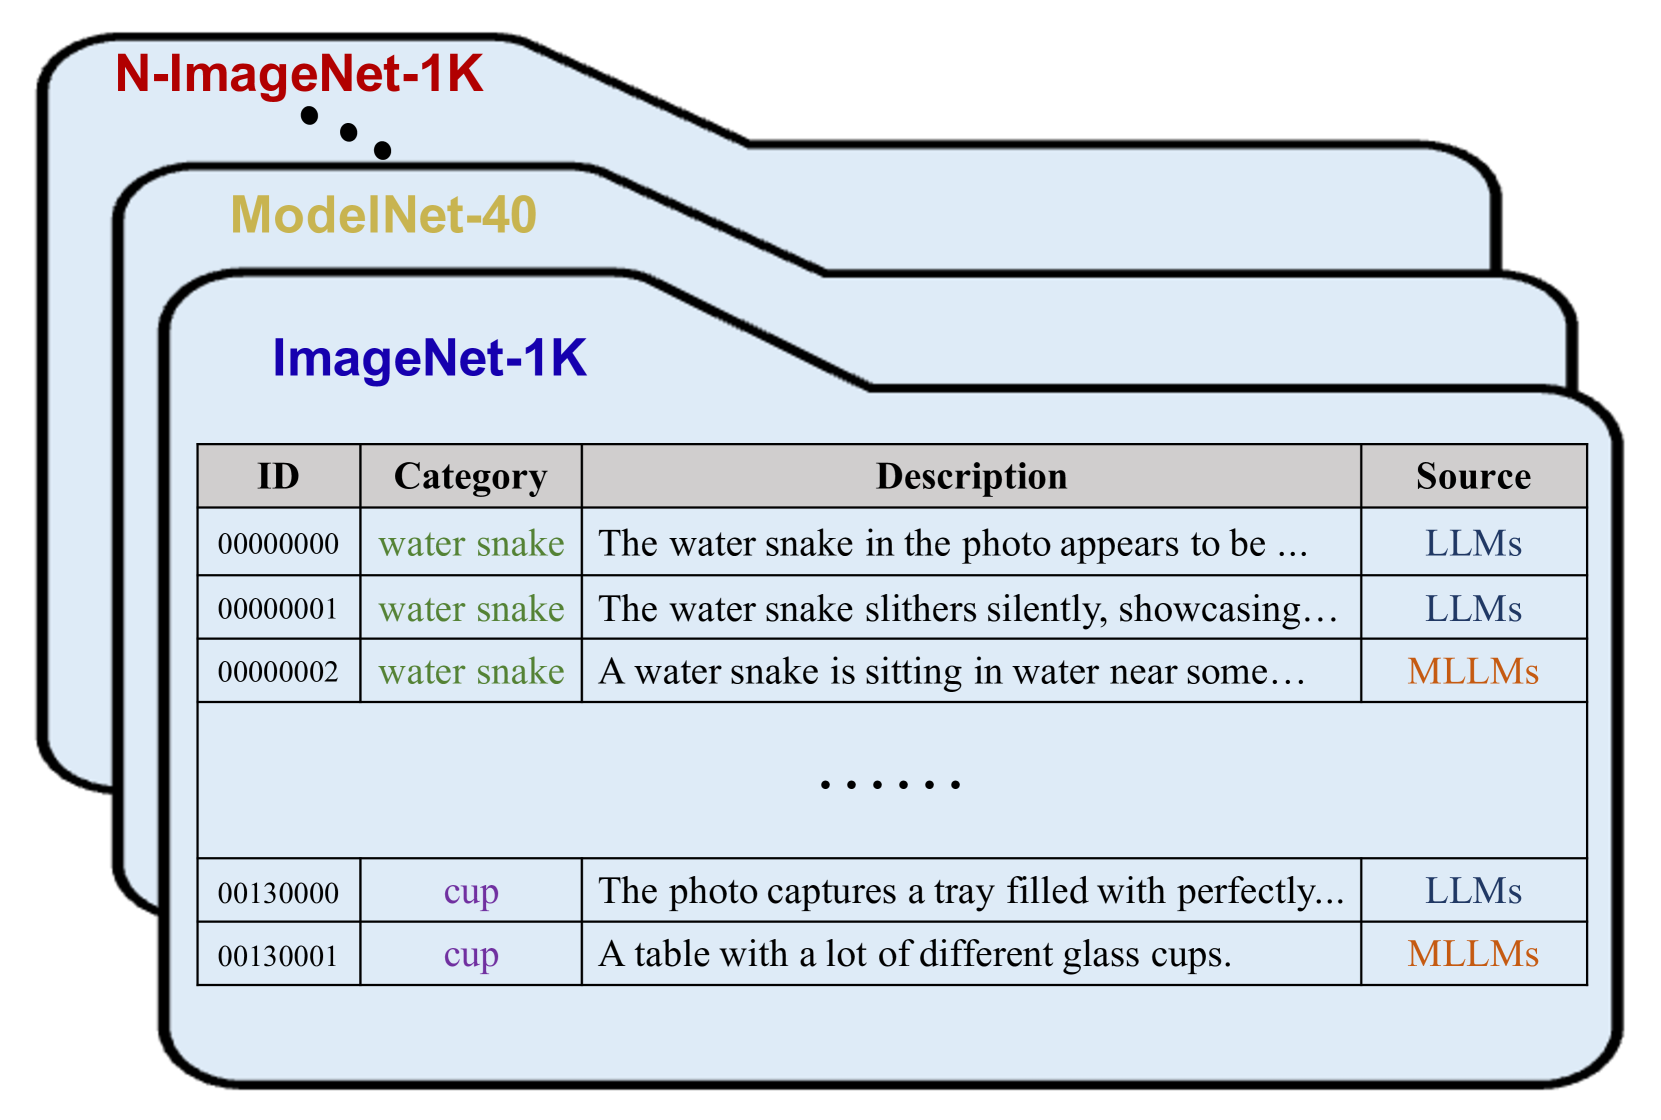 N-ImageNet-1K
ModelNet-40
ImageNet-1K
ID Category Description Source
00000000 water snake The water snake in the photo appears to be ... LLMs
00000001 water snake The water snake slithers silently, showcasing… LLMs
00000002 water snake A water snake is sitting in water near some… MLLMs
......
00130000 cup The photo captures a tray filled with perfectly... LLMs
00130001 cup A table with a lot of different glass cups. MLLMs